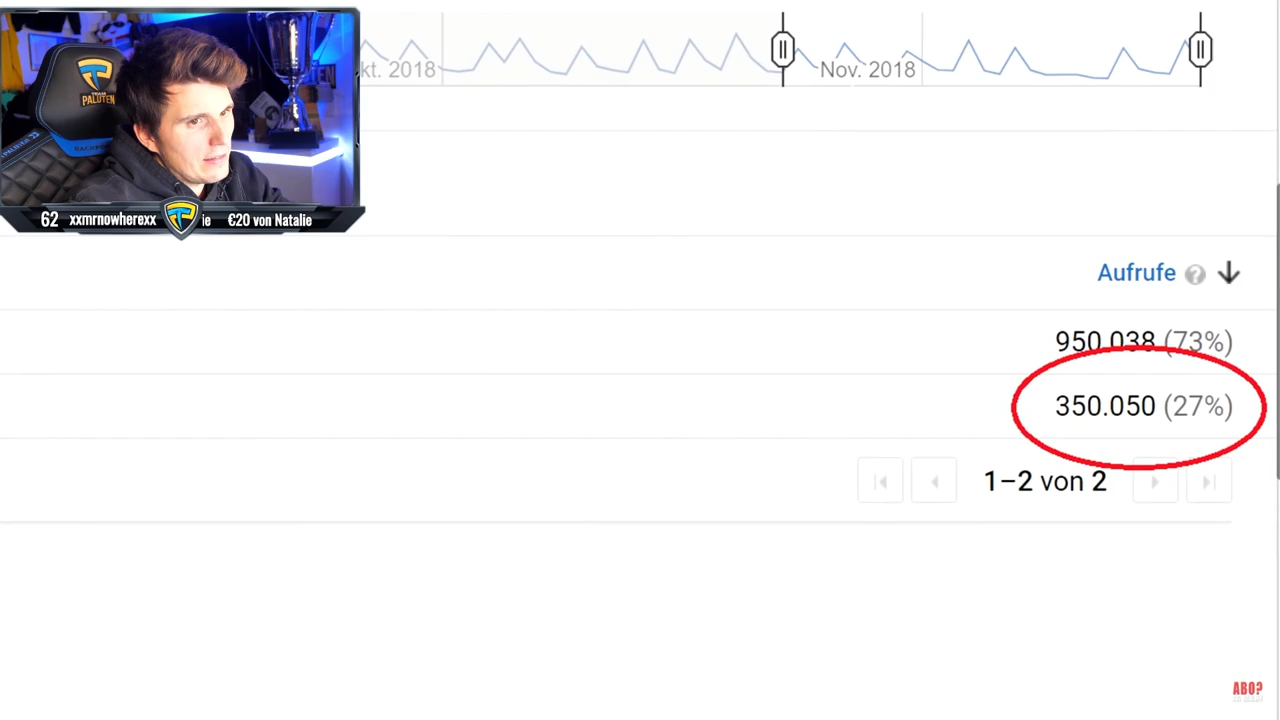 TEAM
PALUTEN
62 xxmrnowherexx ie €20 von Natalie
kt. 2018
Nov. 2018
Aufrufe ?
950.038 (73%)
350.050 (27%)
1–2 von 2
ABO?